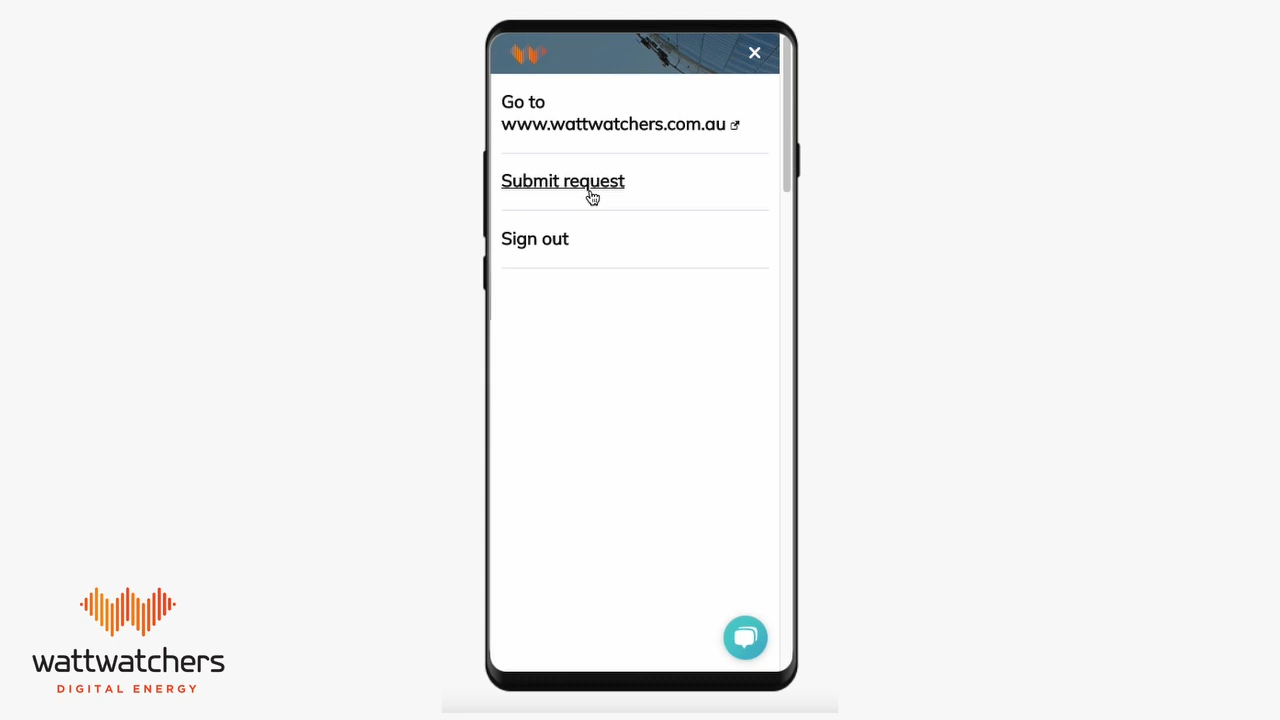 Go to
www.wattwatchers.com.au
Submit request
Sign out
wattwatchers
DIGITAL ENERGY